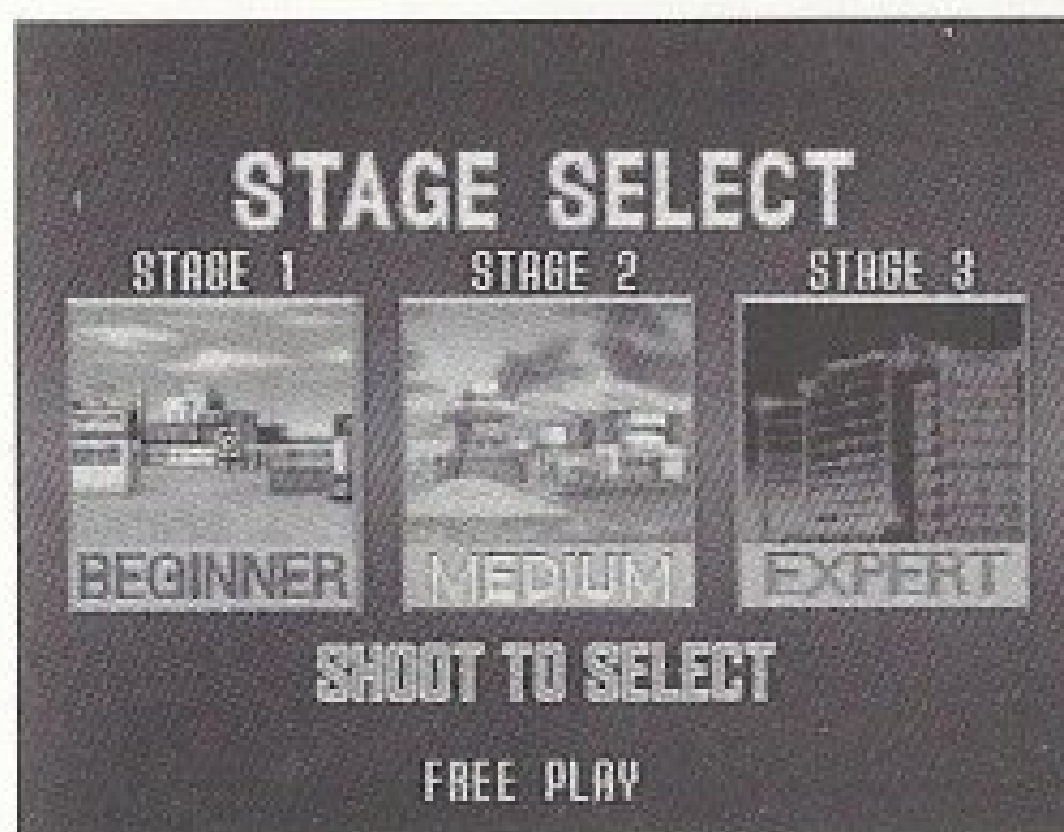 STAGE SELECT
STAGE 1 STAGE 2 STAGE 3
BEGINNER MEDIUM EXPERT
SHOOT TO SELECT
FREE PLAY